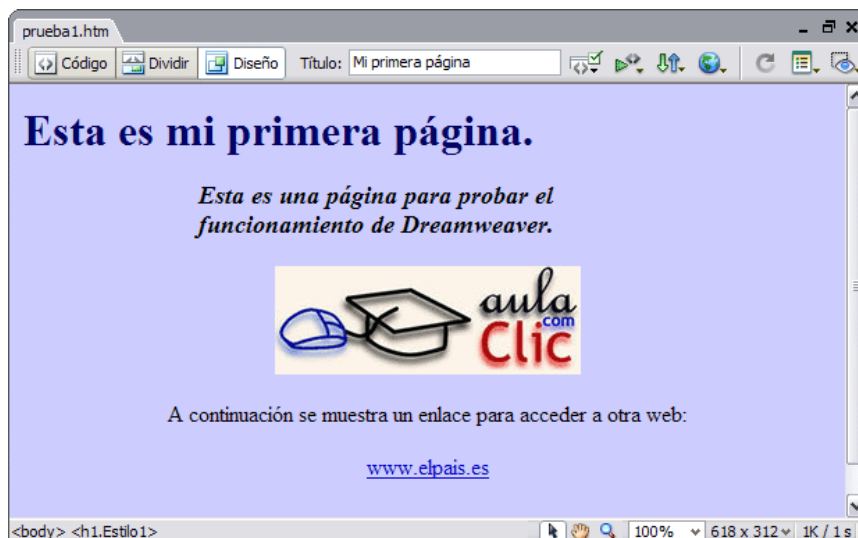 prueba1.htm
Código Dividir Diseño Título: Mi primera página
Esta es mi primera página.
Esta es una página para probar el
funcionamiento de Dreamweaver.
aula
com
Clic
A continuación se muestra un enlace para acceder a otra web:
www.elpais.es
<body> <h1.Estilo1> 100% 618 x 312 1K / 1 s